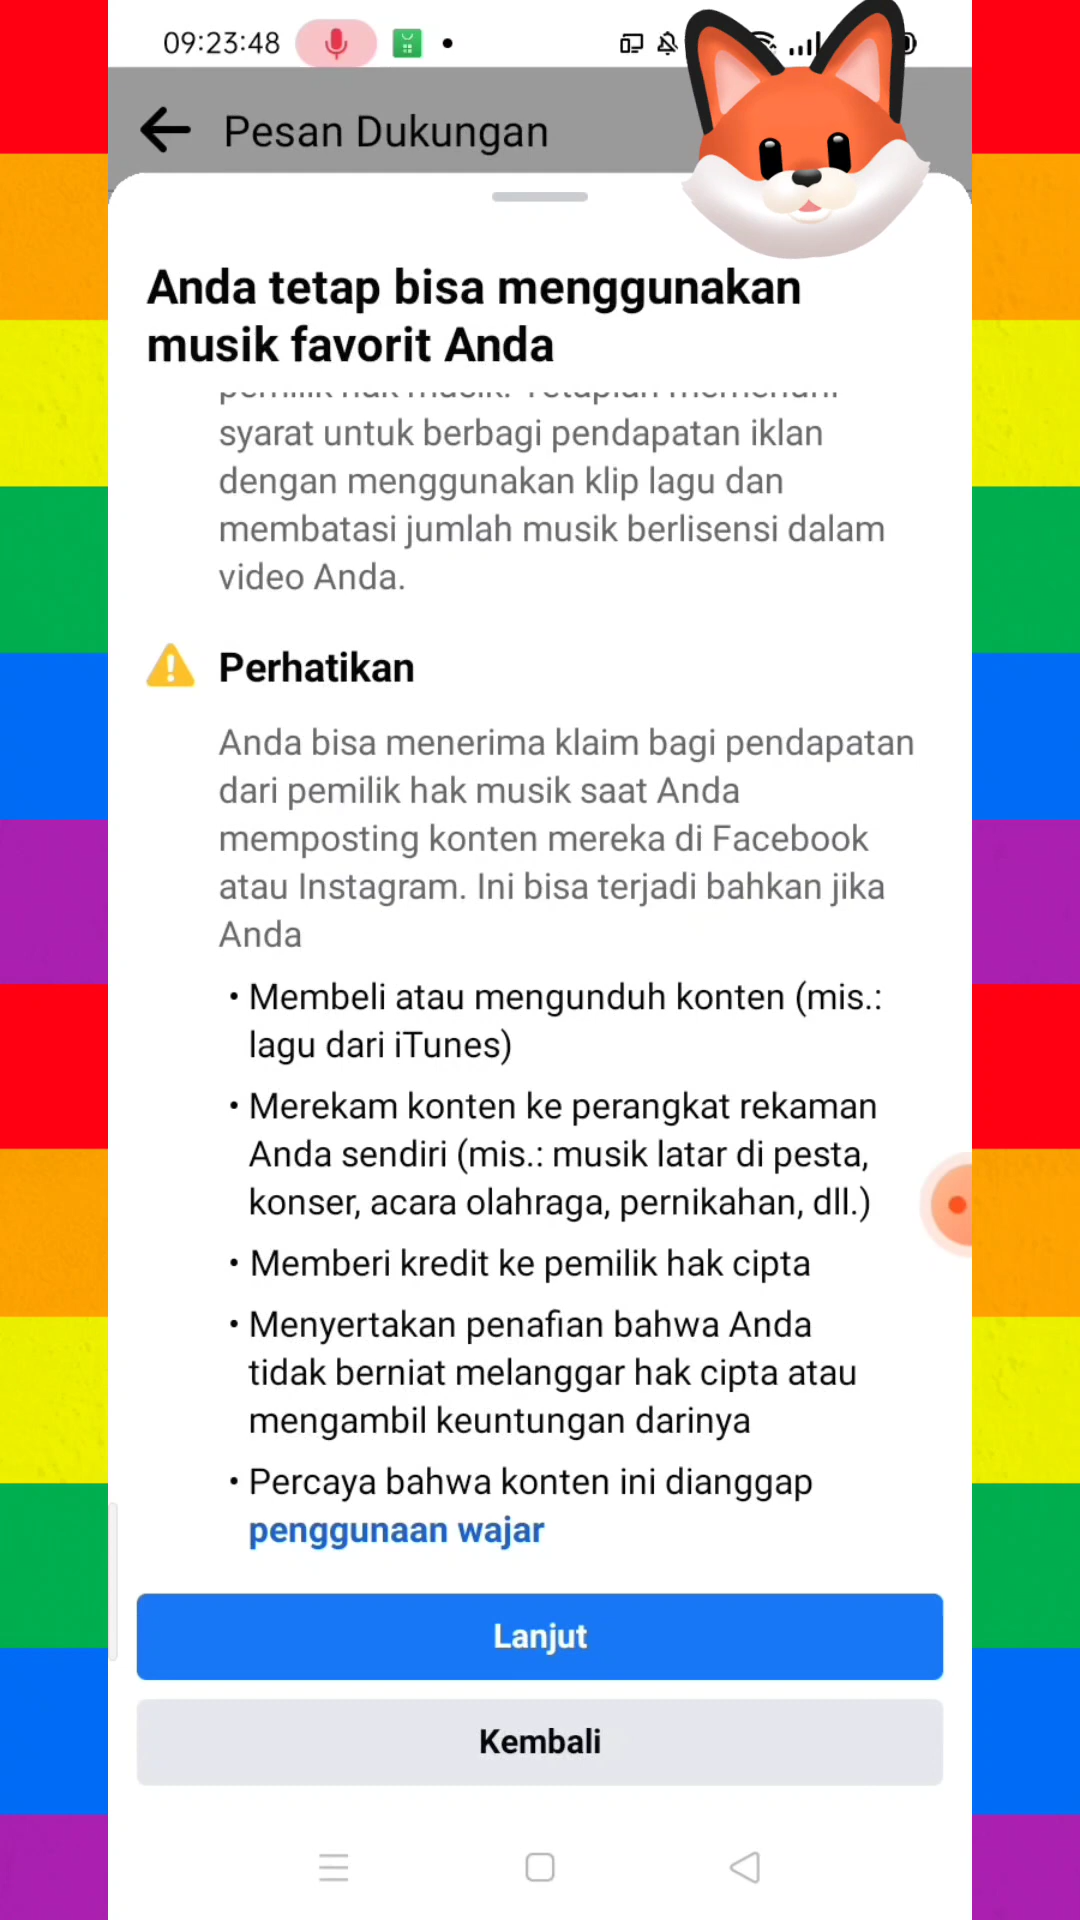 09:23:48
Pesan Dukungan
Anda tetap bisa menggunakan
musik favorit Anda
pemilik hak musik. Tetaplah memenuhi
syarat untuk berbagi pendapatan iklan
dengan menggunakan klip lagu dan
membatasi jumlah musik berlisensi dalam
video Anda.
Perhatikan
Anda bisa menerima klaim bagi pendapatan
dari pemilik hak musik saat Anda
memposting konten mereka di Facebook
atau Instagram. Ini bisa terjadi bahkan jika
Anda
• Membeli atau mengunduh konten (mis.:
lagu dari iTunes)
• Merekam konten ke perangkat rekaman
Anda sendiri (mis.: musik latar di pesta,
konser, acara olahraga, pernikahan, dll.)
• Memberi kredit ke pemilik hak cipta
• Menyertakan penafian bahwa Anda
tidak berniat melanggar hak cipta atau
mengambil keuntungan darinya
• Percaya bahwa konten ini dianggap
penggunaan wajar
Lanjut
Kembali